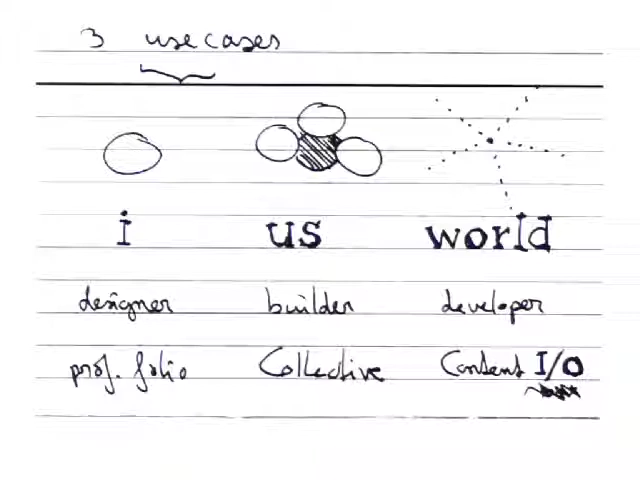 3 use cases
i us world
designer builder developer
prof. folio Collective Content I/O